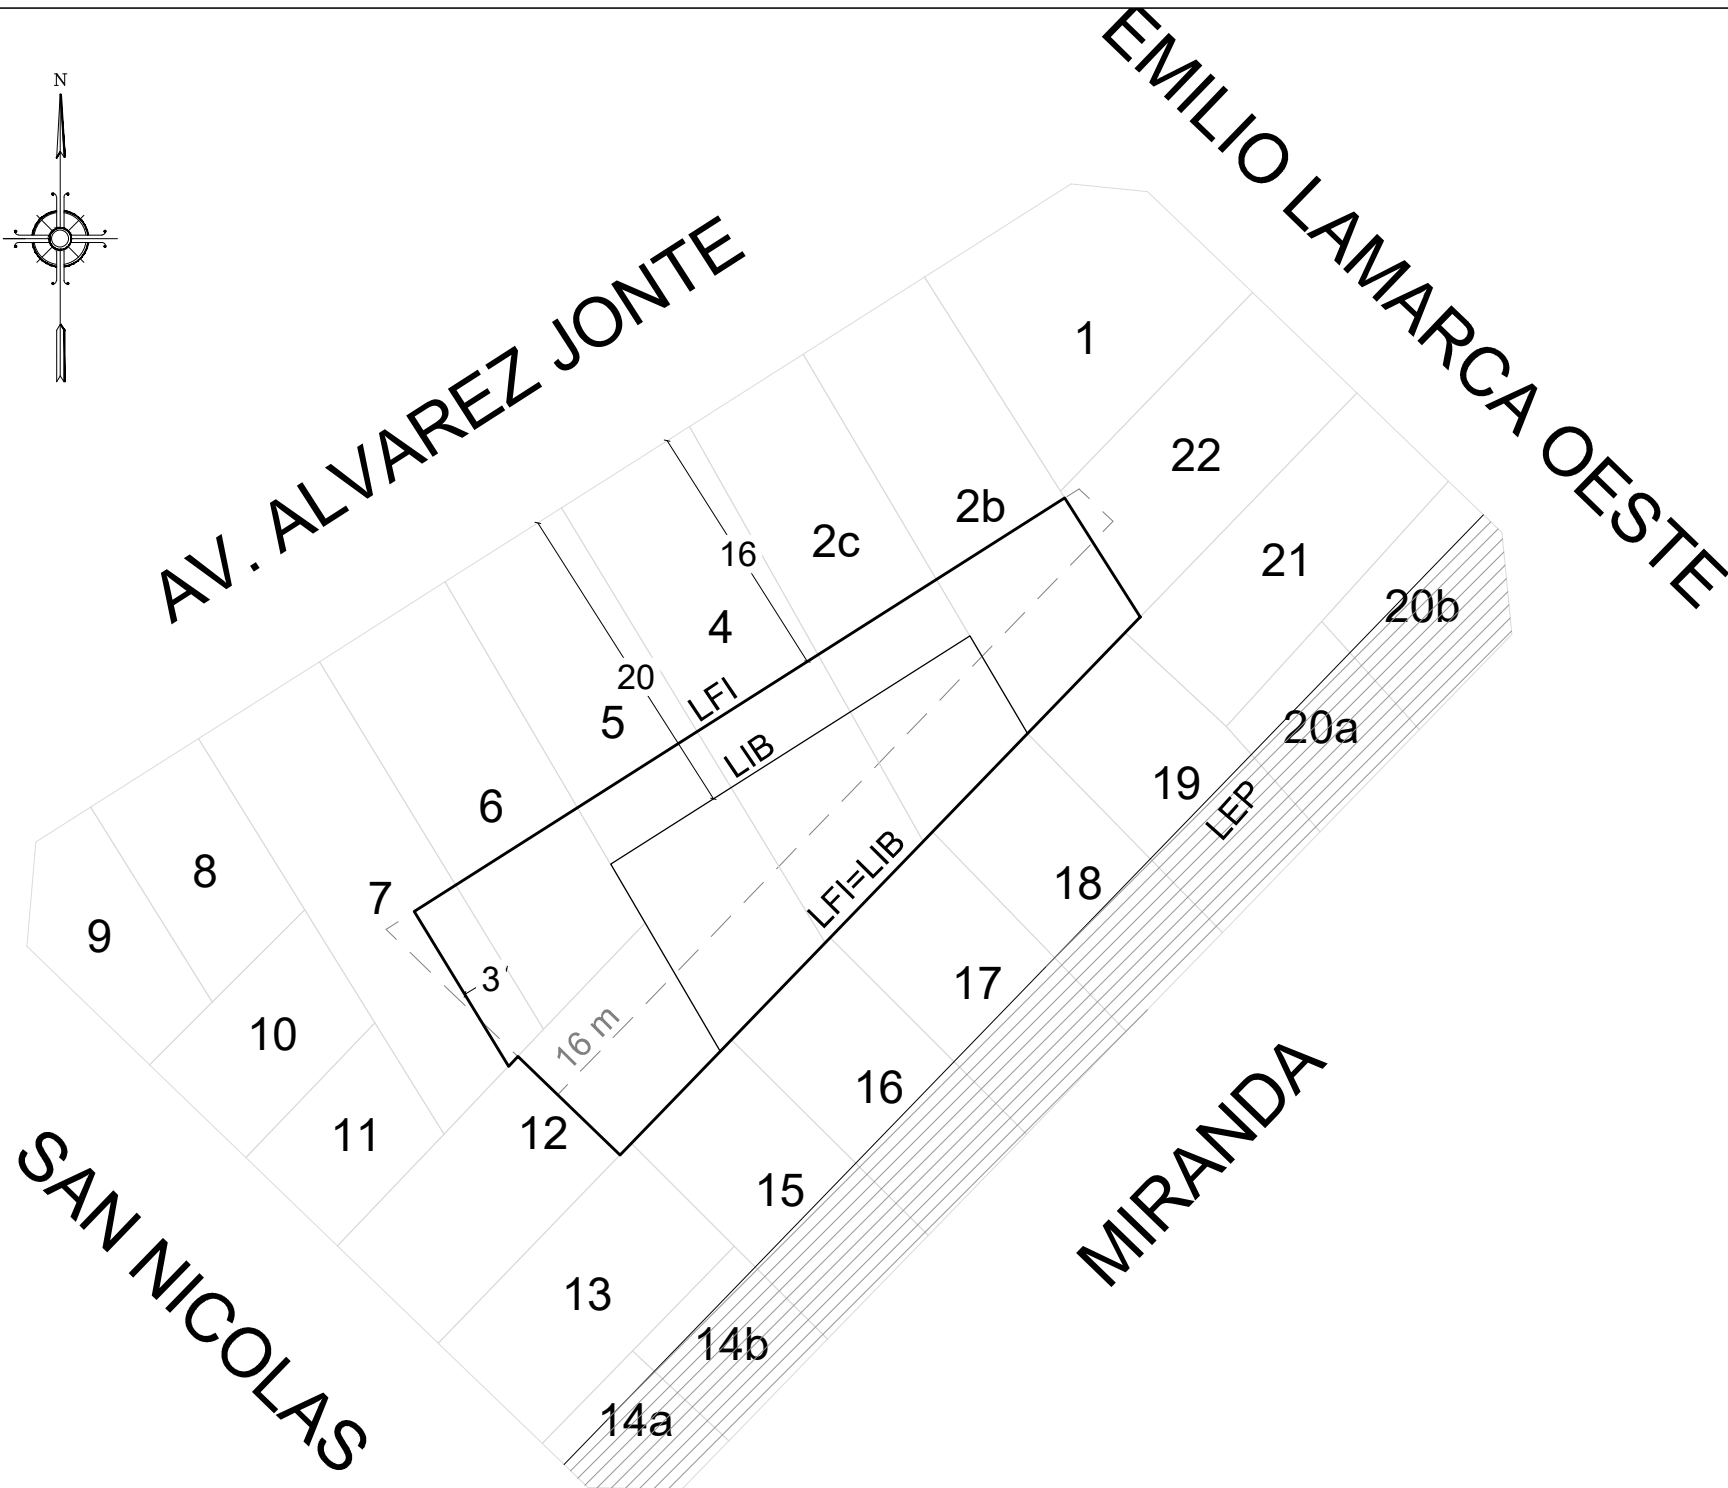 N
EMILIO LAMARCA OESTE
AV. ALVAREZ JONTE
1
22
2b
2c
16
21
4
20b
20
LFI
5
20a
LIB
19
6
LEP
8
LFI=LIB
18
7
9
3
17
10
16 m
16
11
12
15
MIRANDA
SAN NICOLAS
13
14b
14a